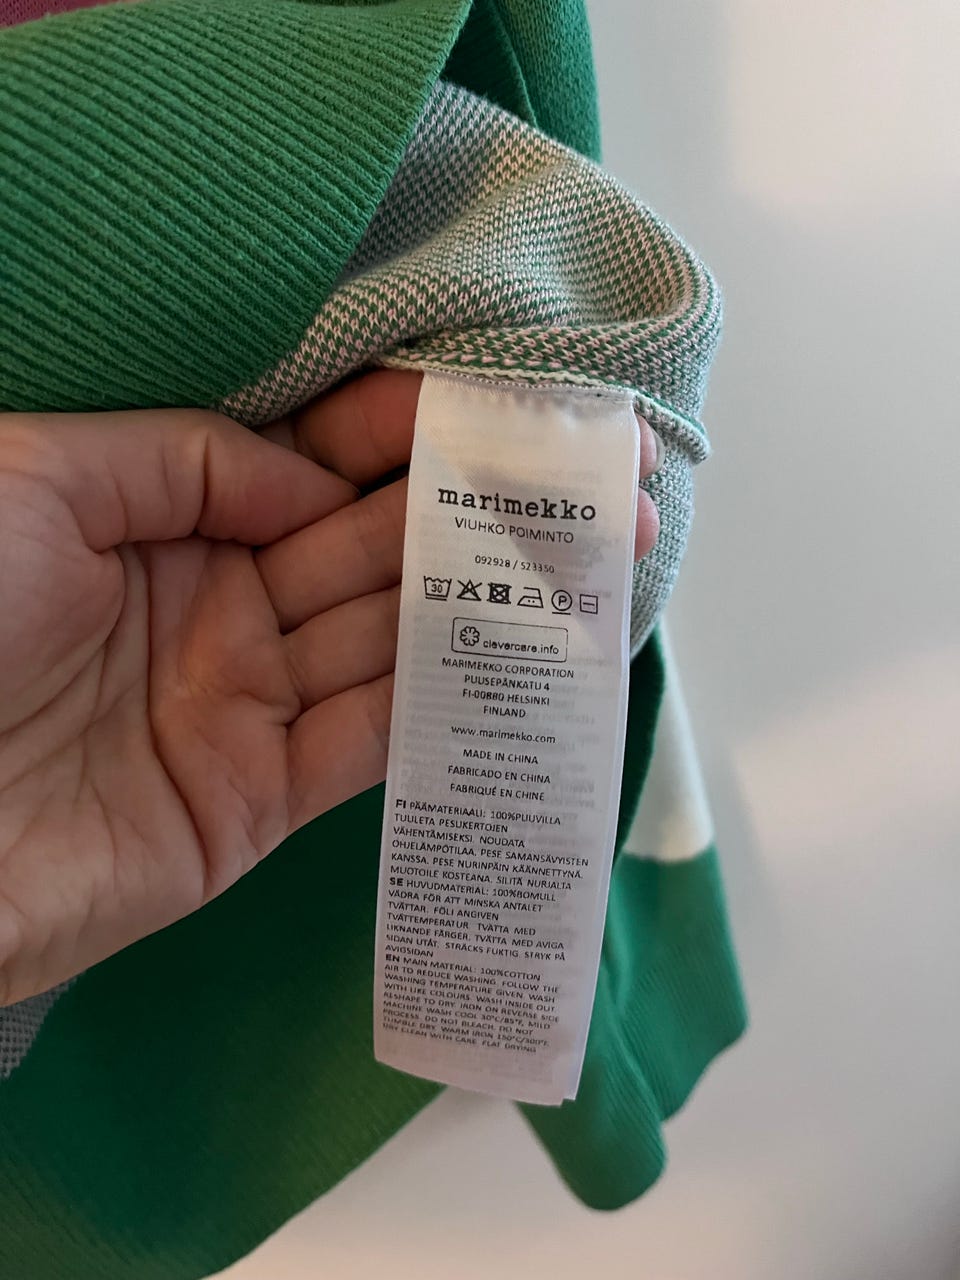 marimekko
VIUHKO POIMINTO
092928 / 523350
30 P
clevercare.info
MARIMEKKO CORPORATION
PUUSEPÄNKATU 4
FI-00880 HELSINKI
FINLAND
www.marimekko.com
MADE IN CHINA
FABRICADO EN CHINA
FABRIQUÉ EN CHINE
FI PÄÄMATERIAALI: 100%PUUVILLA
TUULETA PESUKERTOJEN
VÄHENTÄMISEKSI. NOUDATA
OHJELÄMPÖTILAA. PESE SAMANSÄVYISTEN
KANSSA. PESE NURINPÄIN KÄÄNNETTYNÄ.
MUOTOILE KOSTEANA. SILITÄ NURJALTA
SE HUVUDMATERIAL: 100%BOMULL
VÄDRA FÖR ATT MINSKA ANTALET
TVÄTTAR. FÖLJ ANGIVEN
TVÄTTEMPERATUR. TVÄTTA MED
LIKNANDE FÄRGER. TVÄTTA MED AVIGA
SIDAN UTÅT. STRÄCKS FUKTIG. STRYK PÅ
AVIGSIDAN
EN MAIN MATERIAL: 100%COTTON
AIR TO REDUCE WASHING. FOLLOW THE
WASHING TEMPERATURE GIVEN. WASH
WITH LIKE COLOURS. WASH INSIDE OUT.
RESHAPE TO DRY. IRON ON REVERSE SIDE
MACHINE WASH COOL 30°C/85°F, MILD
PROCESS. DO NOT BLEACH. DO NOT
TUMBLE DRY. WARM IRON 150°C/300°F.
DRY CLEAN WITH CARE. FLAT DRYING